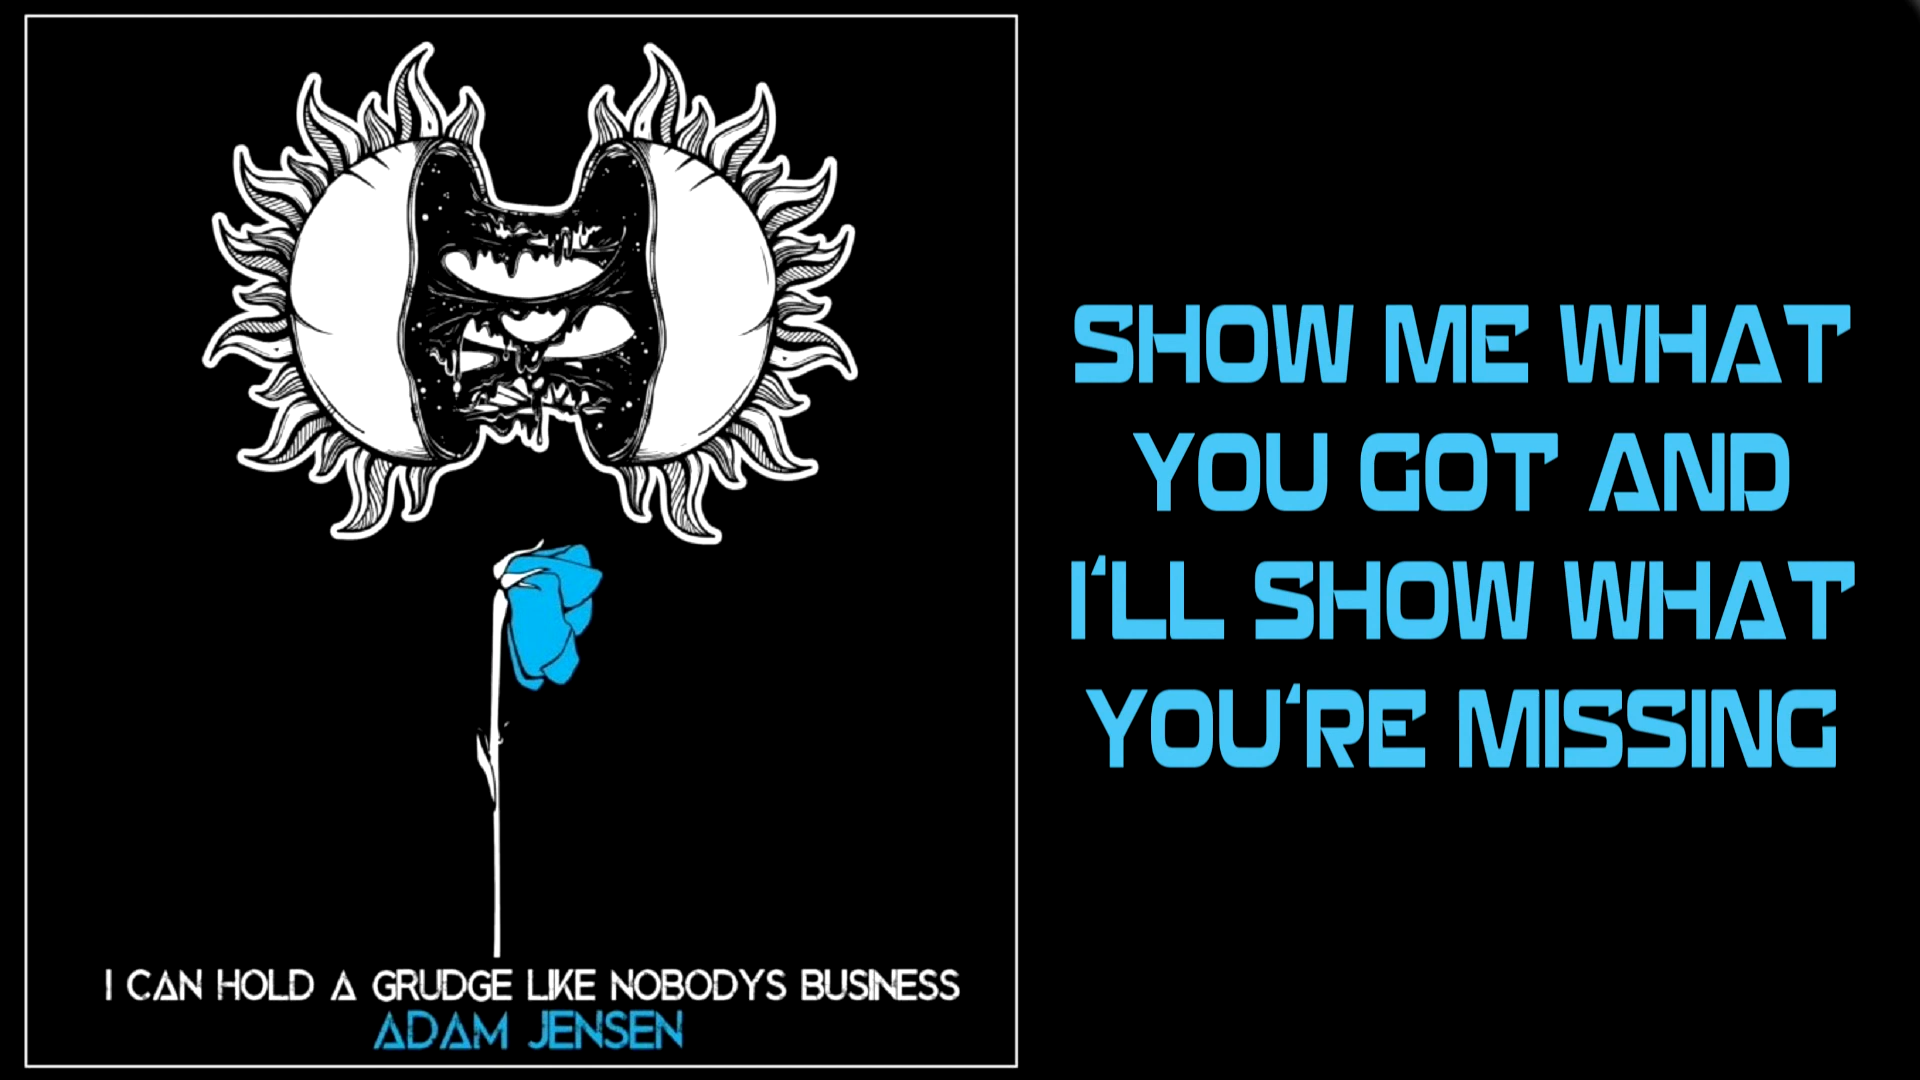 I CAN HOLD A GRUDGE LIKE NOBODYS BUSINESS
ADAM JENSEN
SHOW ME WHAT
YOU GOT AND
I'LL SHOW WHAT
YOU'RE MISSING